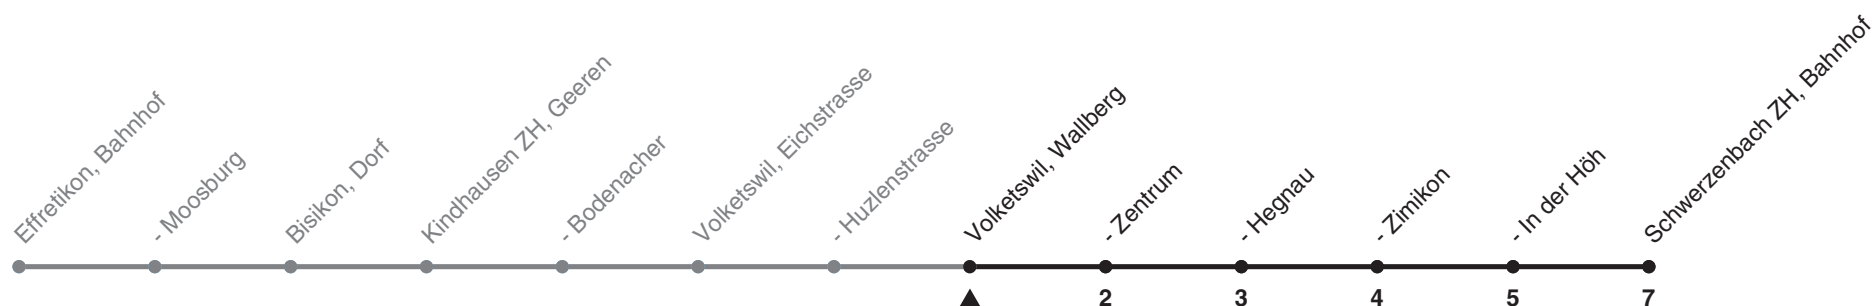 Effretikon, Bahnhof
- Moosburg
Bisikon, Dorf
Kindhausen ZH, Geeren
- Bodenacher
Volketswil, Eichstrasse
- Huzlenstrasse
Volketswil, Wallberg
- Zentrum
- Hegnau
- Zimikon
- In der Höh
Schwerzenbach ZH, Bahnhof
2 3 4 5 7